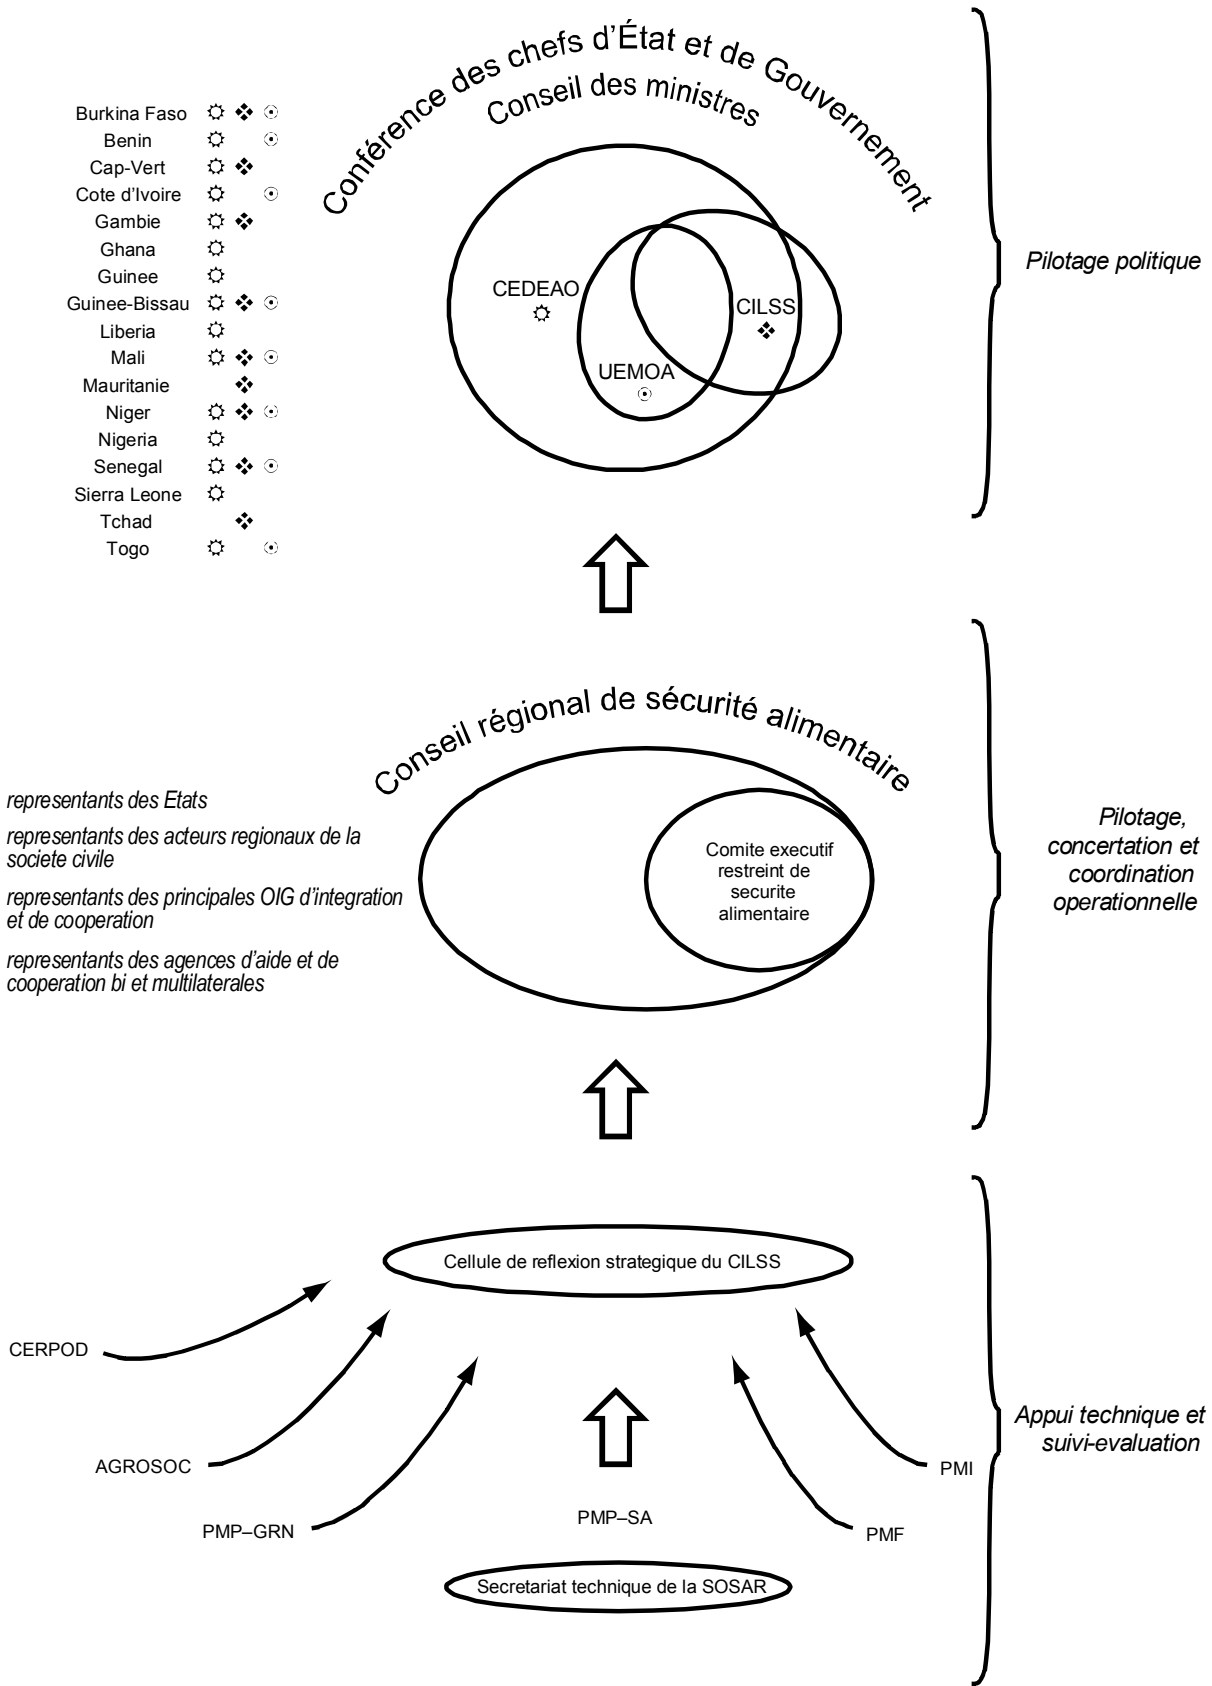 Conférence des chefs d'État et de Gouvernement
Conseil des ministres
Burkina Faso
Benin
Cap-Vert
Cote d'Ivoire
Gambie
Ghana
Guinee
Guinee-Bissau
Liberia
Mali
Mauritanie
Niger
Nigeria
Senegal
Sierra Leone
Tchad
Togo
CEDEAO
CILSS
UEMOA
Pilotage politique
Conseil régional de sécurité alimentaire
representants des Etats
representants des acteurs regionaux de la
societe civile
representants des principales OIG d'integration
et de cooperation
representants des agences d'aide et de
cooperation bi et multilaterales
Comite executif
restreint de
securite
alimentaire
Pilotage,
concertation et
coordination
operationnelle
Cellule de reflexion strategique du CILSS
CERPOD
AGROSOC
PMP–GRN
PMP–SA
PMF
PMI
Secretariat technique de la SOSAR
Appui technique et
suivi-evaluation